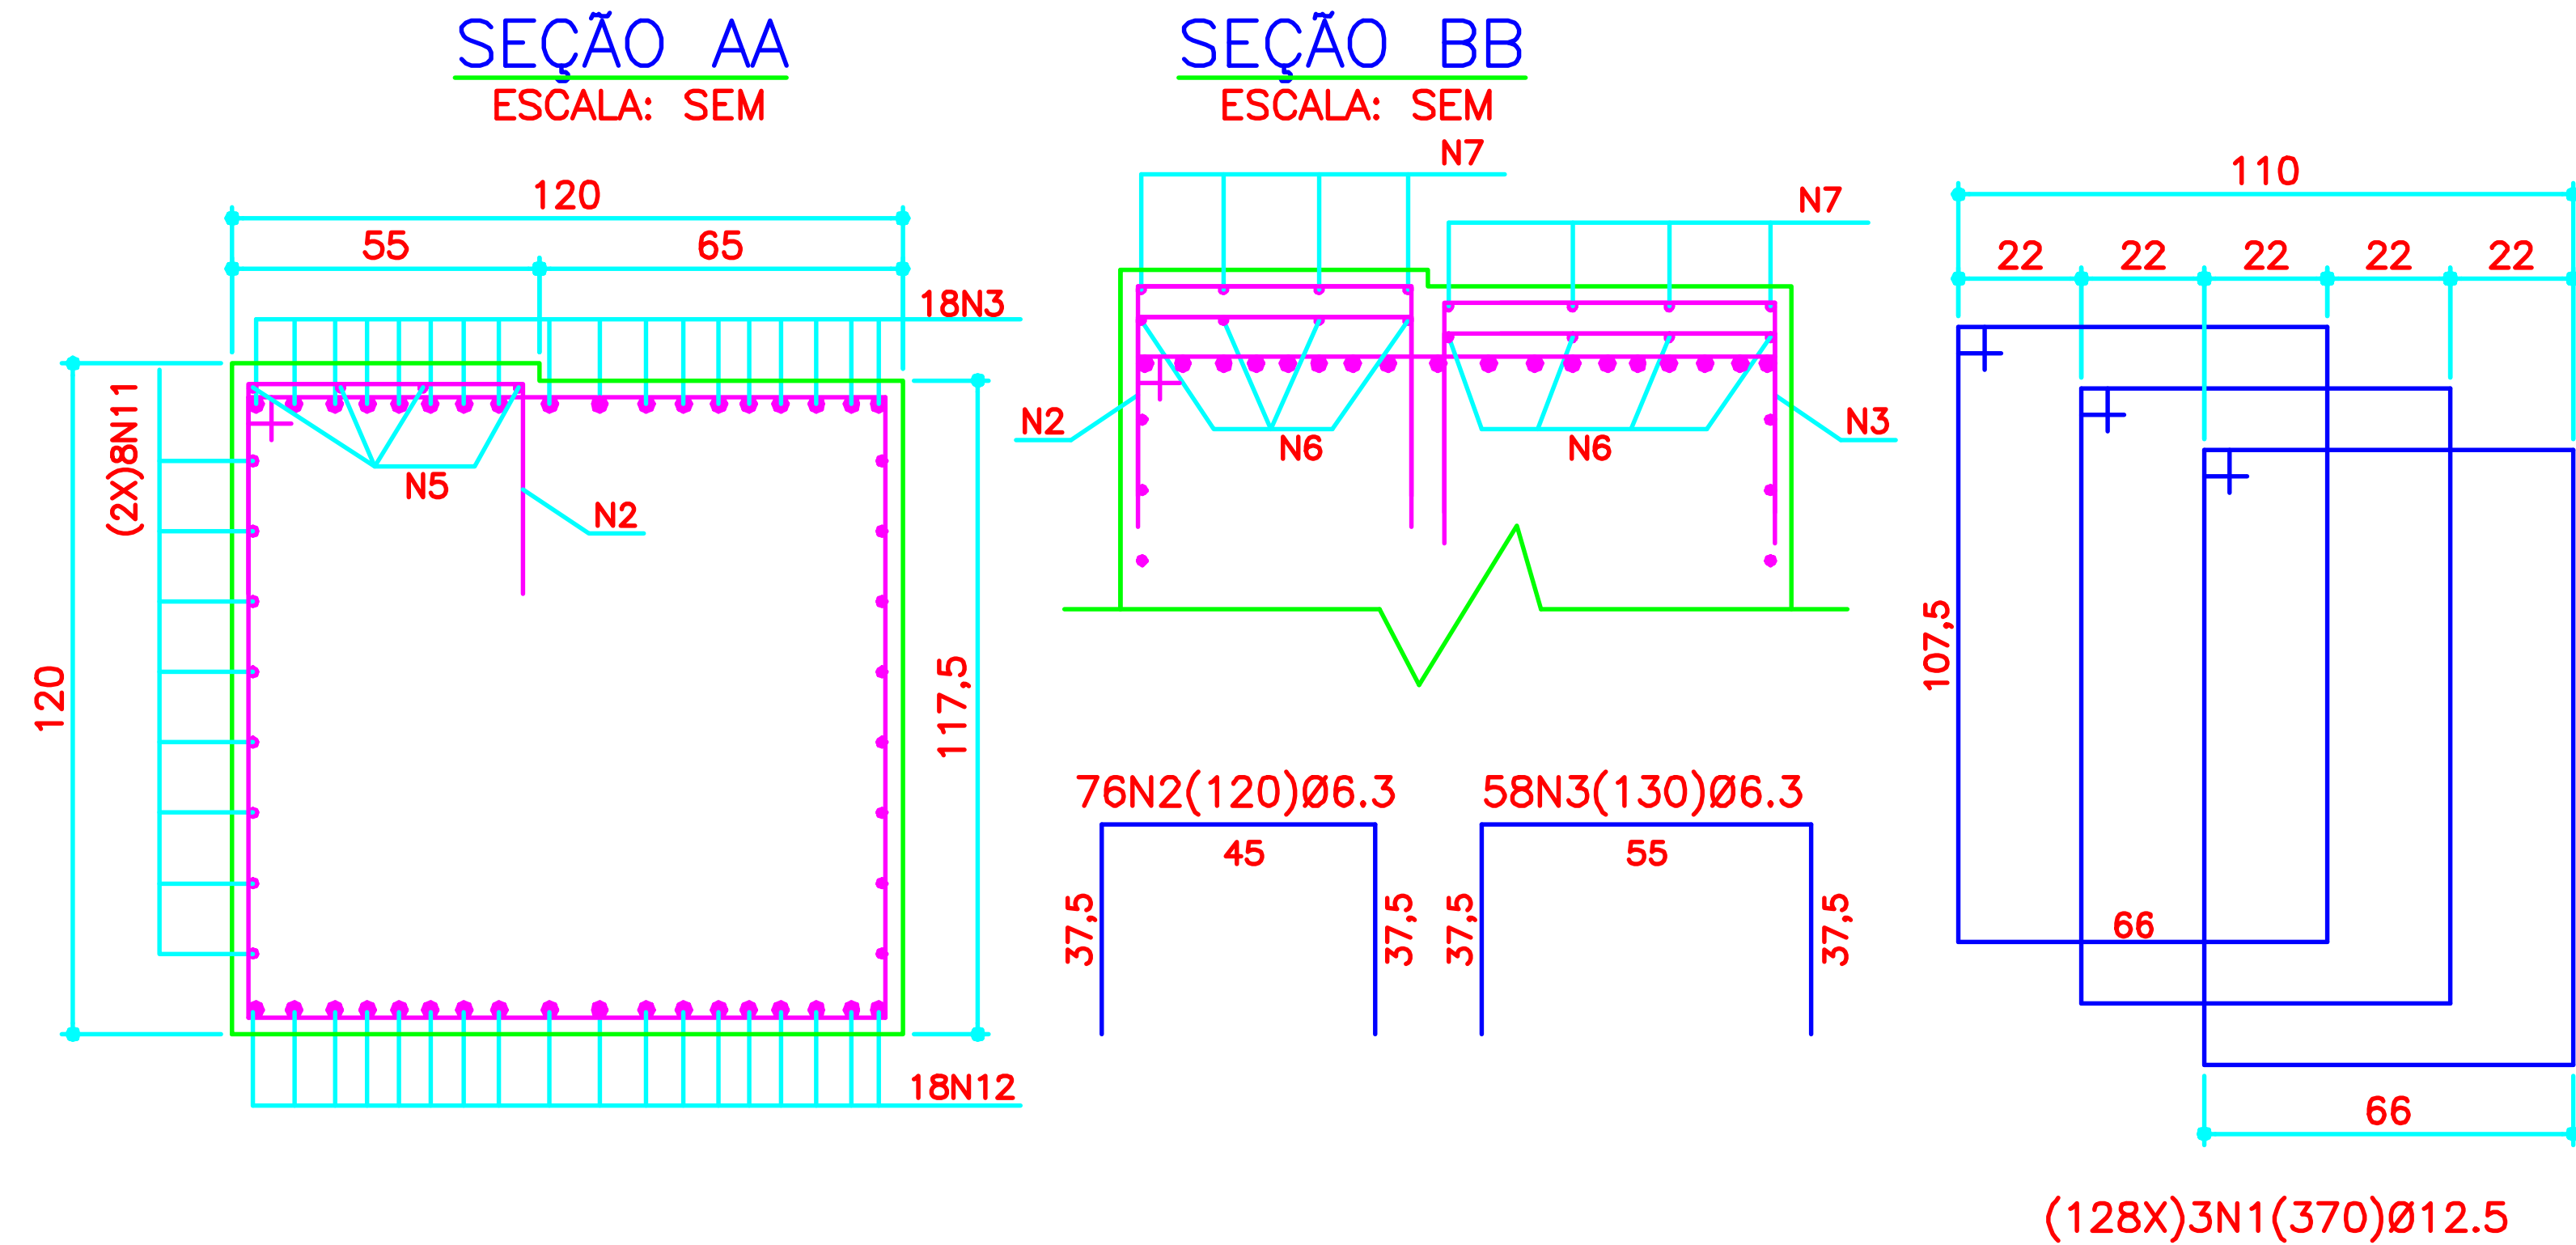 SEÇÃO AA
ESCALA: SEM
120
55
65
18N3
(2X)8N11
120
117,5
N5
N2
18N12
SEÇÃO BB
ESCALA: SEM
N7
N7
N2
N6
N6
N3
76N2(120)Ø6.3
45
37,5
37,5
58N3(130)Ø6.3
55
37,5
37,5
110
22
22
22
22
22
107,5
66
66
(128X)3N1(370)Ø12.5